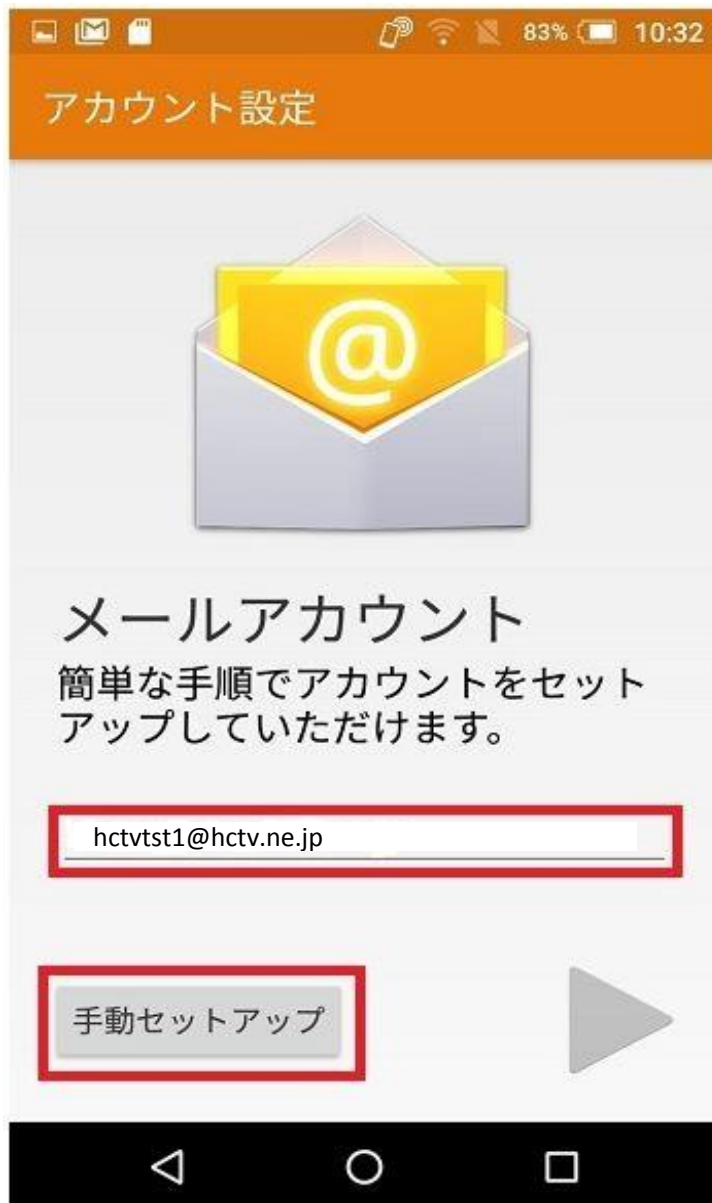 83% 10:32
アカウント設定
@
メールアカウント
簡単な手順でアカウントをセット
アップしていただけます。
hctvtst1@hctv.ne.jp
手動セットアップ